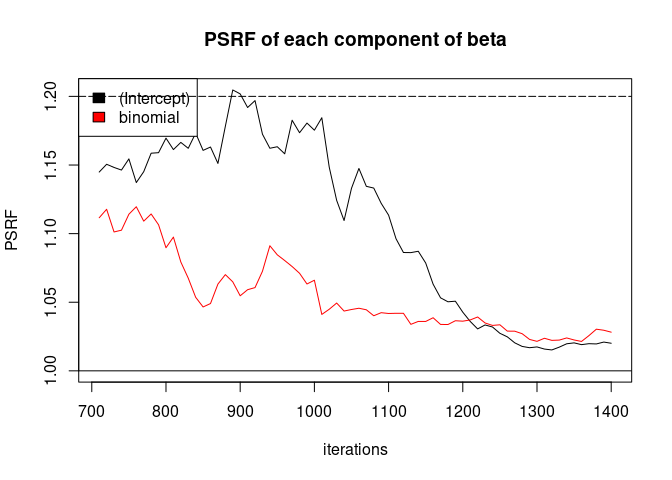 PSRF of each component of beta
(Intercept)
binomial
PSRF
1.20
1.15
1.10
1.05
1.00
700 800 900 1000 1100 1200 1300 1400
iterations